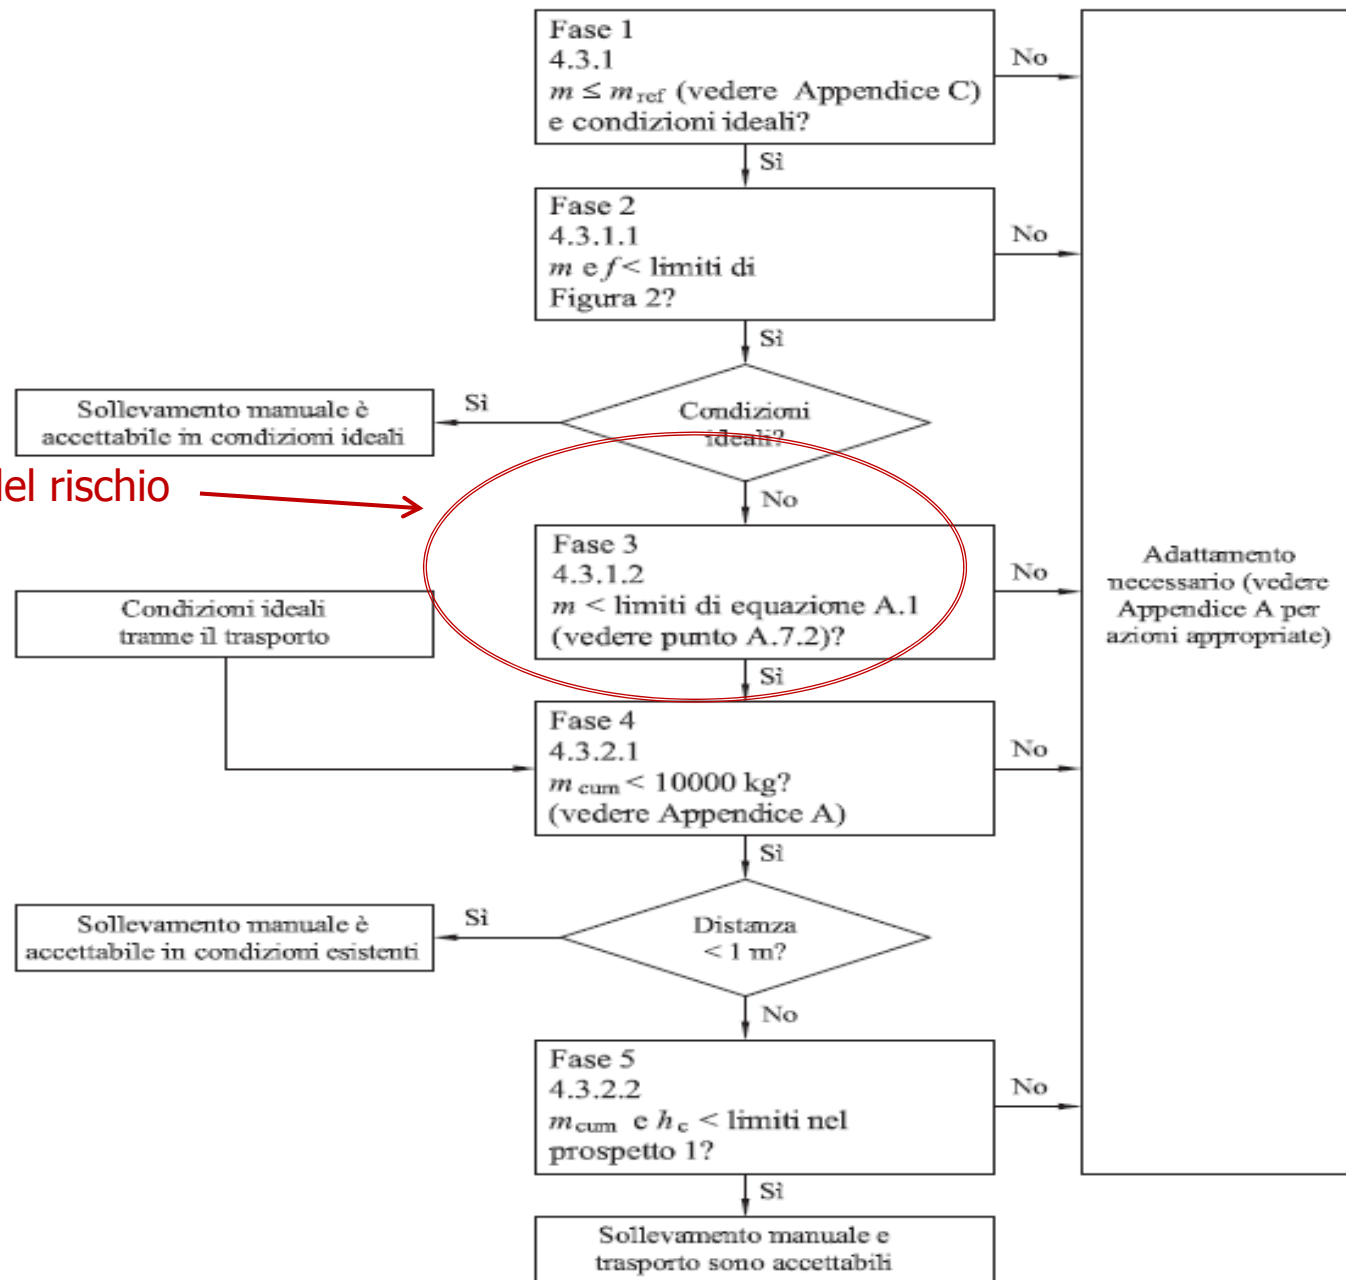 Fase 1
4.3.1
m ≤ m ref (vedere Appendice C)
e condizioni ideali?
No
Sì
Fase 2
4.3.1.1
m e f < limiti di
Figura 2?
No
Sì
Condizioni
ideali?
Sì
Sollevamento manuale è
accettabile in condizioni ideali
del rischio
No
Fase 3
4.3.1.2
m < limiti di equazione A.1
(vedere punto A.7.2)?
No
Adattamento
necessario (vedere
Appendice A per
azioni appropriate)
Condizioni ideali
tranne il trasporto
Sì
Fase 4
4.3.2.1
m cum < 10000 kg?
(vedere Appendice A)
No
Sì
Distanza
< 1 m?
Sì
Sollevamento manuale è
accettabile in condizioni esistenti
No
Fase 5
4.3.2.2
m cum e h c < limiti nel
prospetto 1?
No
Sì
Sollevamento manuale e
trasporto sono accettabili